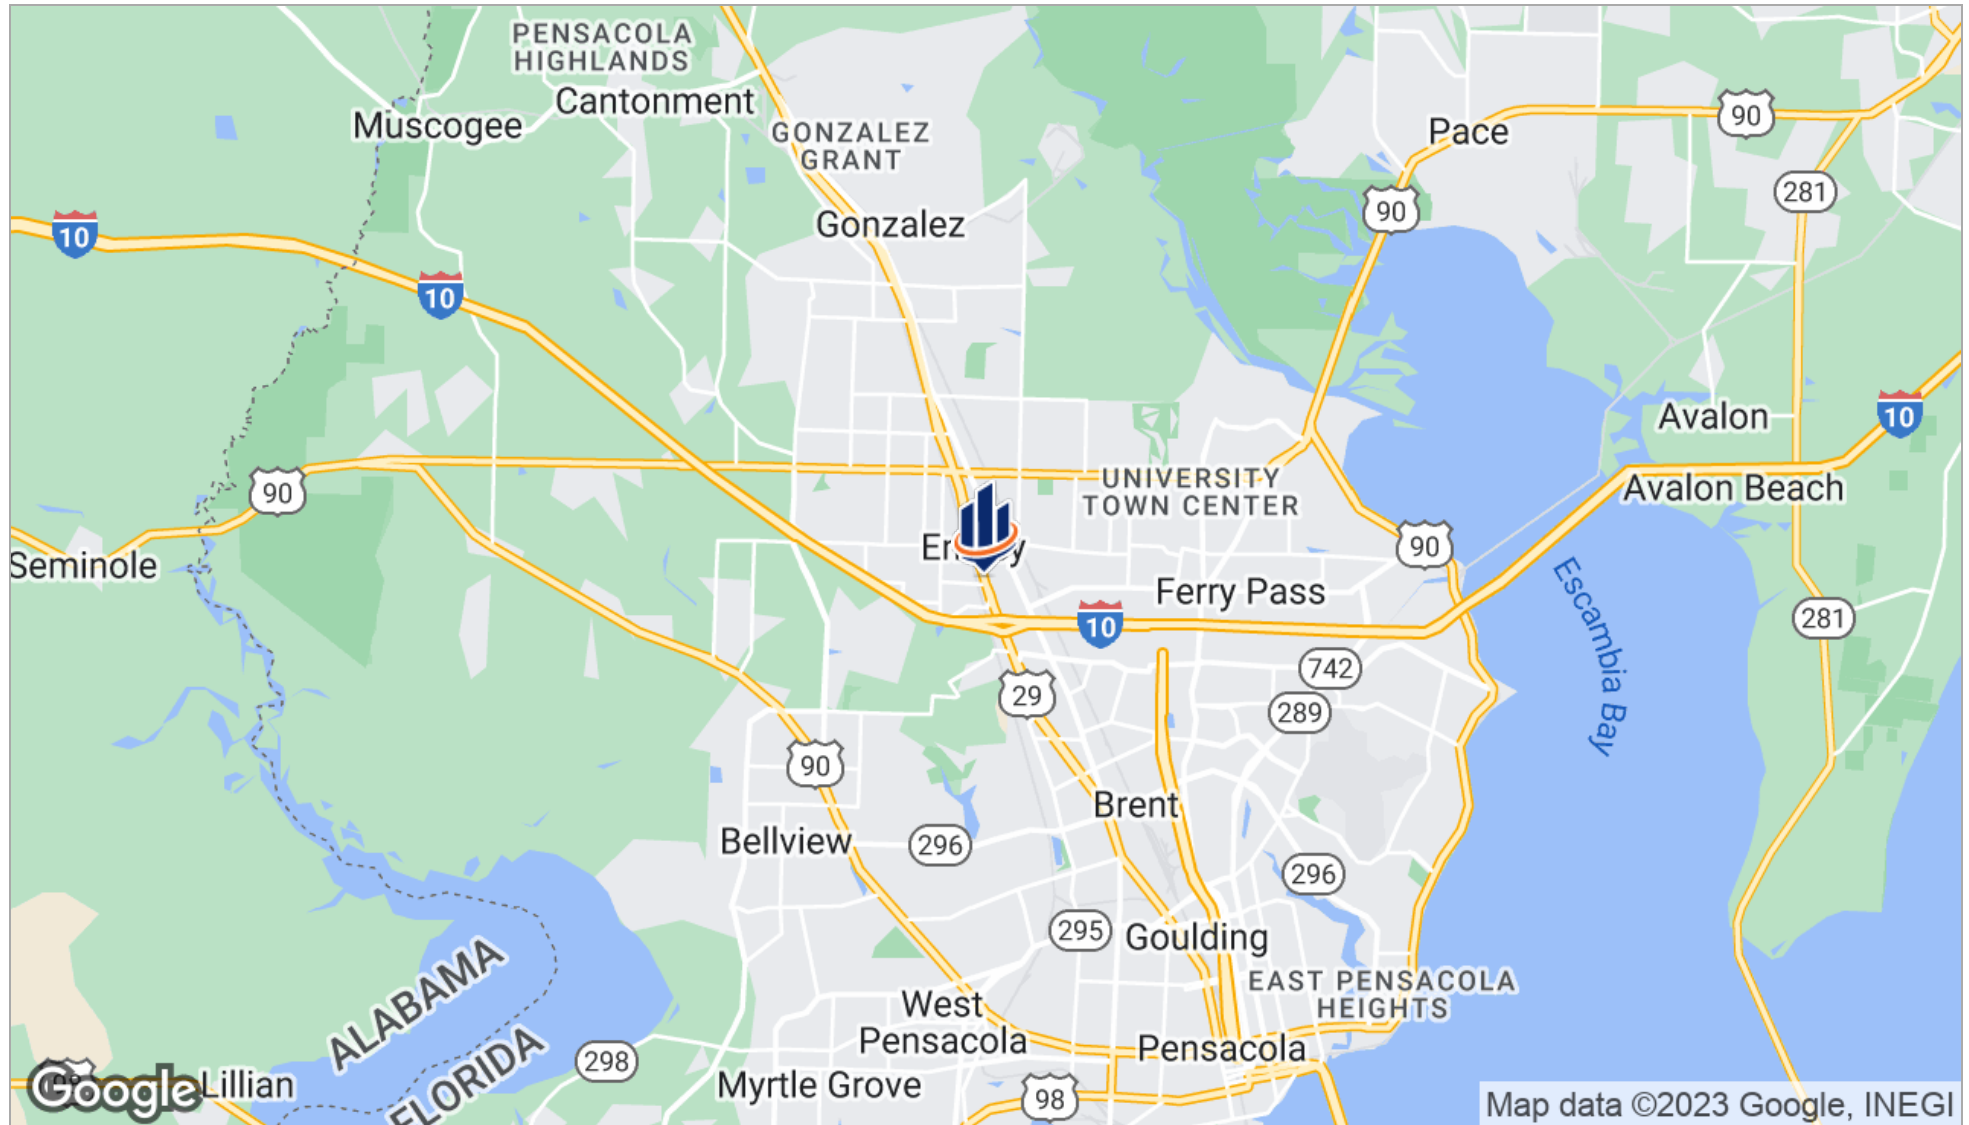 PENSACOLA
HIGHLANDS
Cantonment
Muscogee
GONZALEZ
GRANT
Pace
90
281
90
Gonzalez
10
10
Avalon
10
UNIVERSITY
TOWN CENTER
Avalon Beach
90
90
Seminole
Ferry Pass
10
281
Escambia Bay
742
29
289
90
Brent
Bellview
296
296
295
Goulding
ALABAMA
EAST PENSACOLA
HEIGHTS
West
Pensacola
Pensacola
FLORIDA
298
Myrtle Grove
98
Google
Lillian
Map data ©2023 Google, INEGI